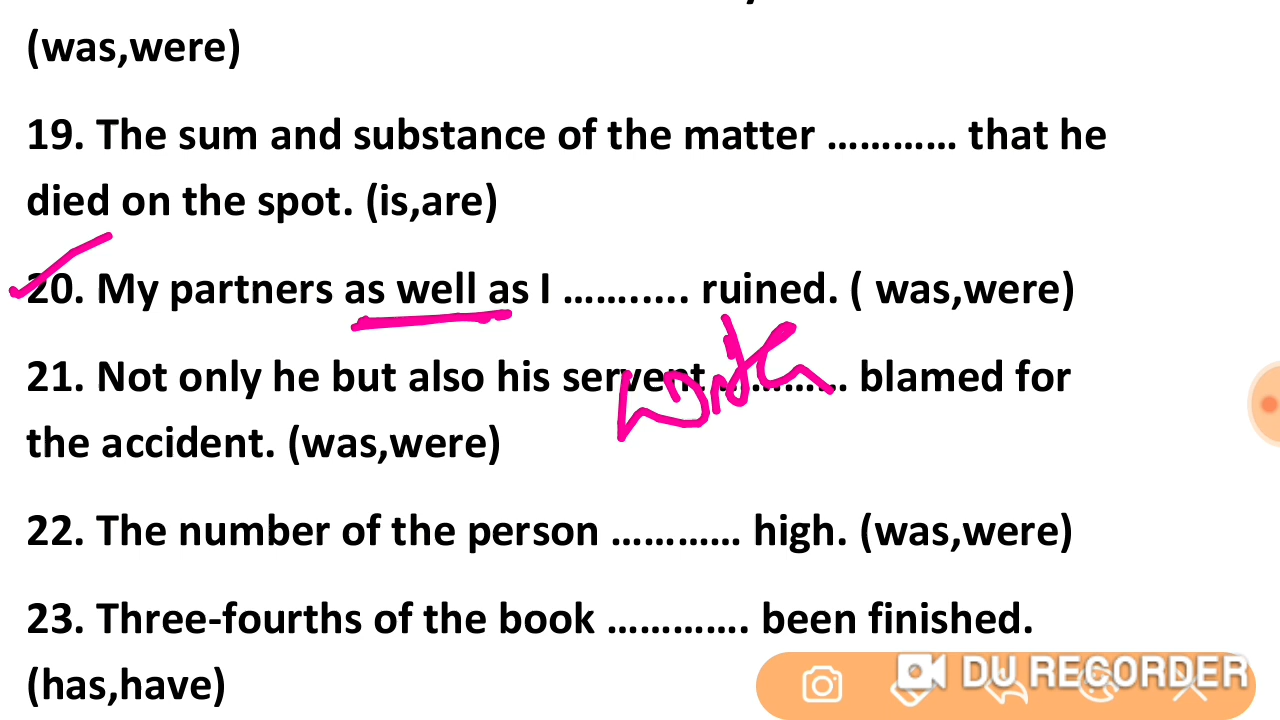 (was,were)
19. The sum and substance of the matter ………… that he
died on the spot. (is,are)
20. My partners as well as I ……..…. ruined. ( was,were)
21. Not only he but also his servent ………… blamed for
the accident. (was,were)
with
22. The number of the person ………… high. (was,were)
23. Three-fourths of the book …………. been finished.
(has,have)
DU RECORDER